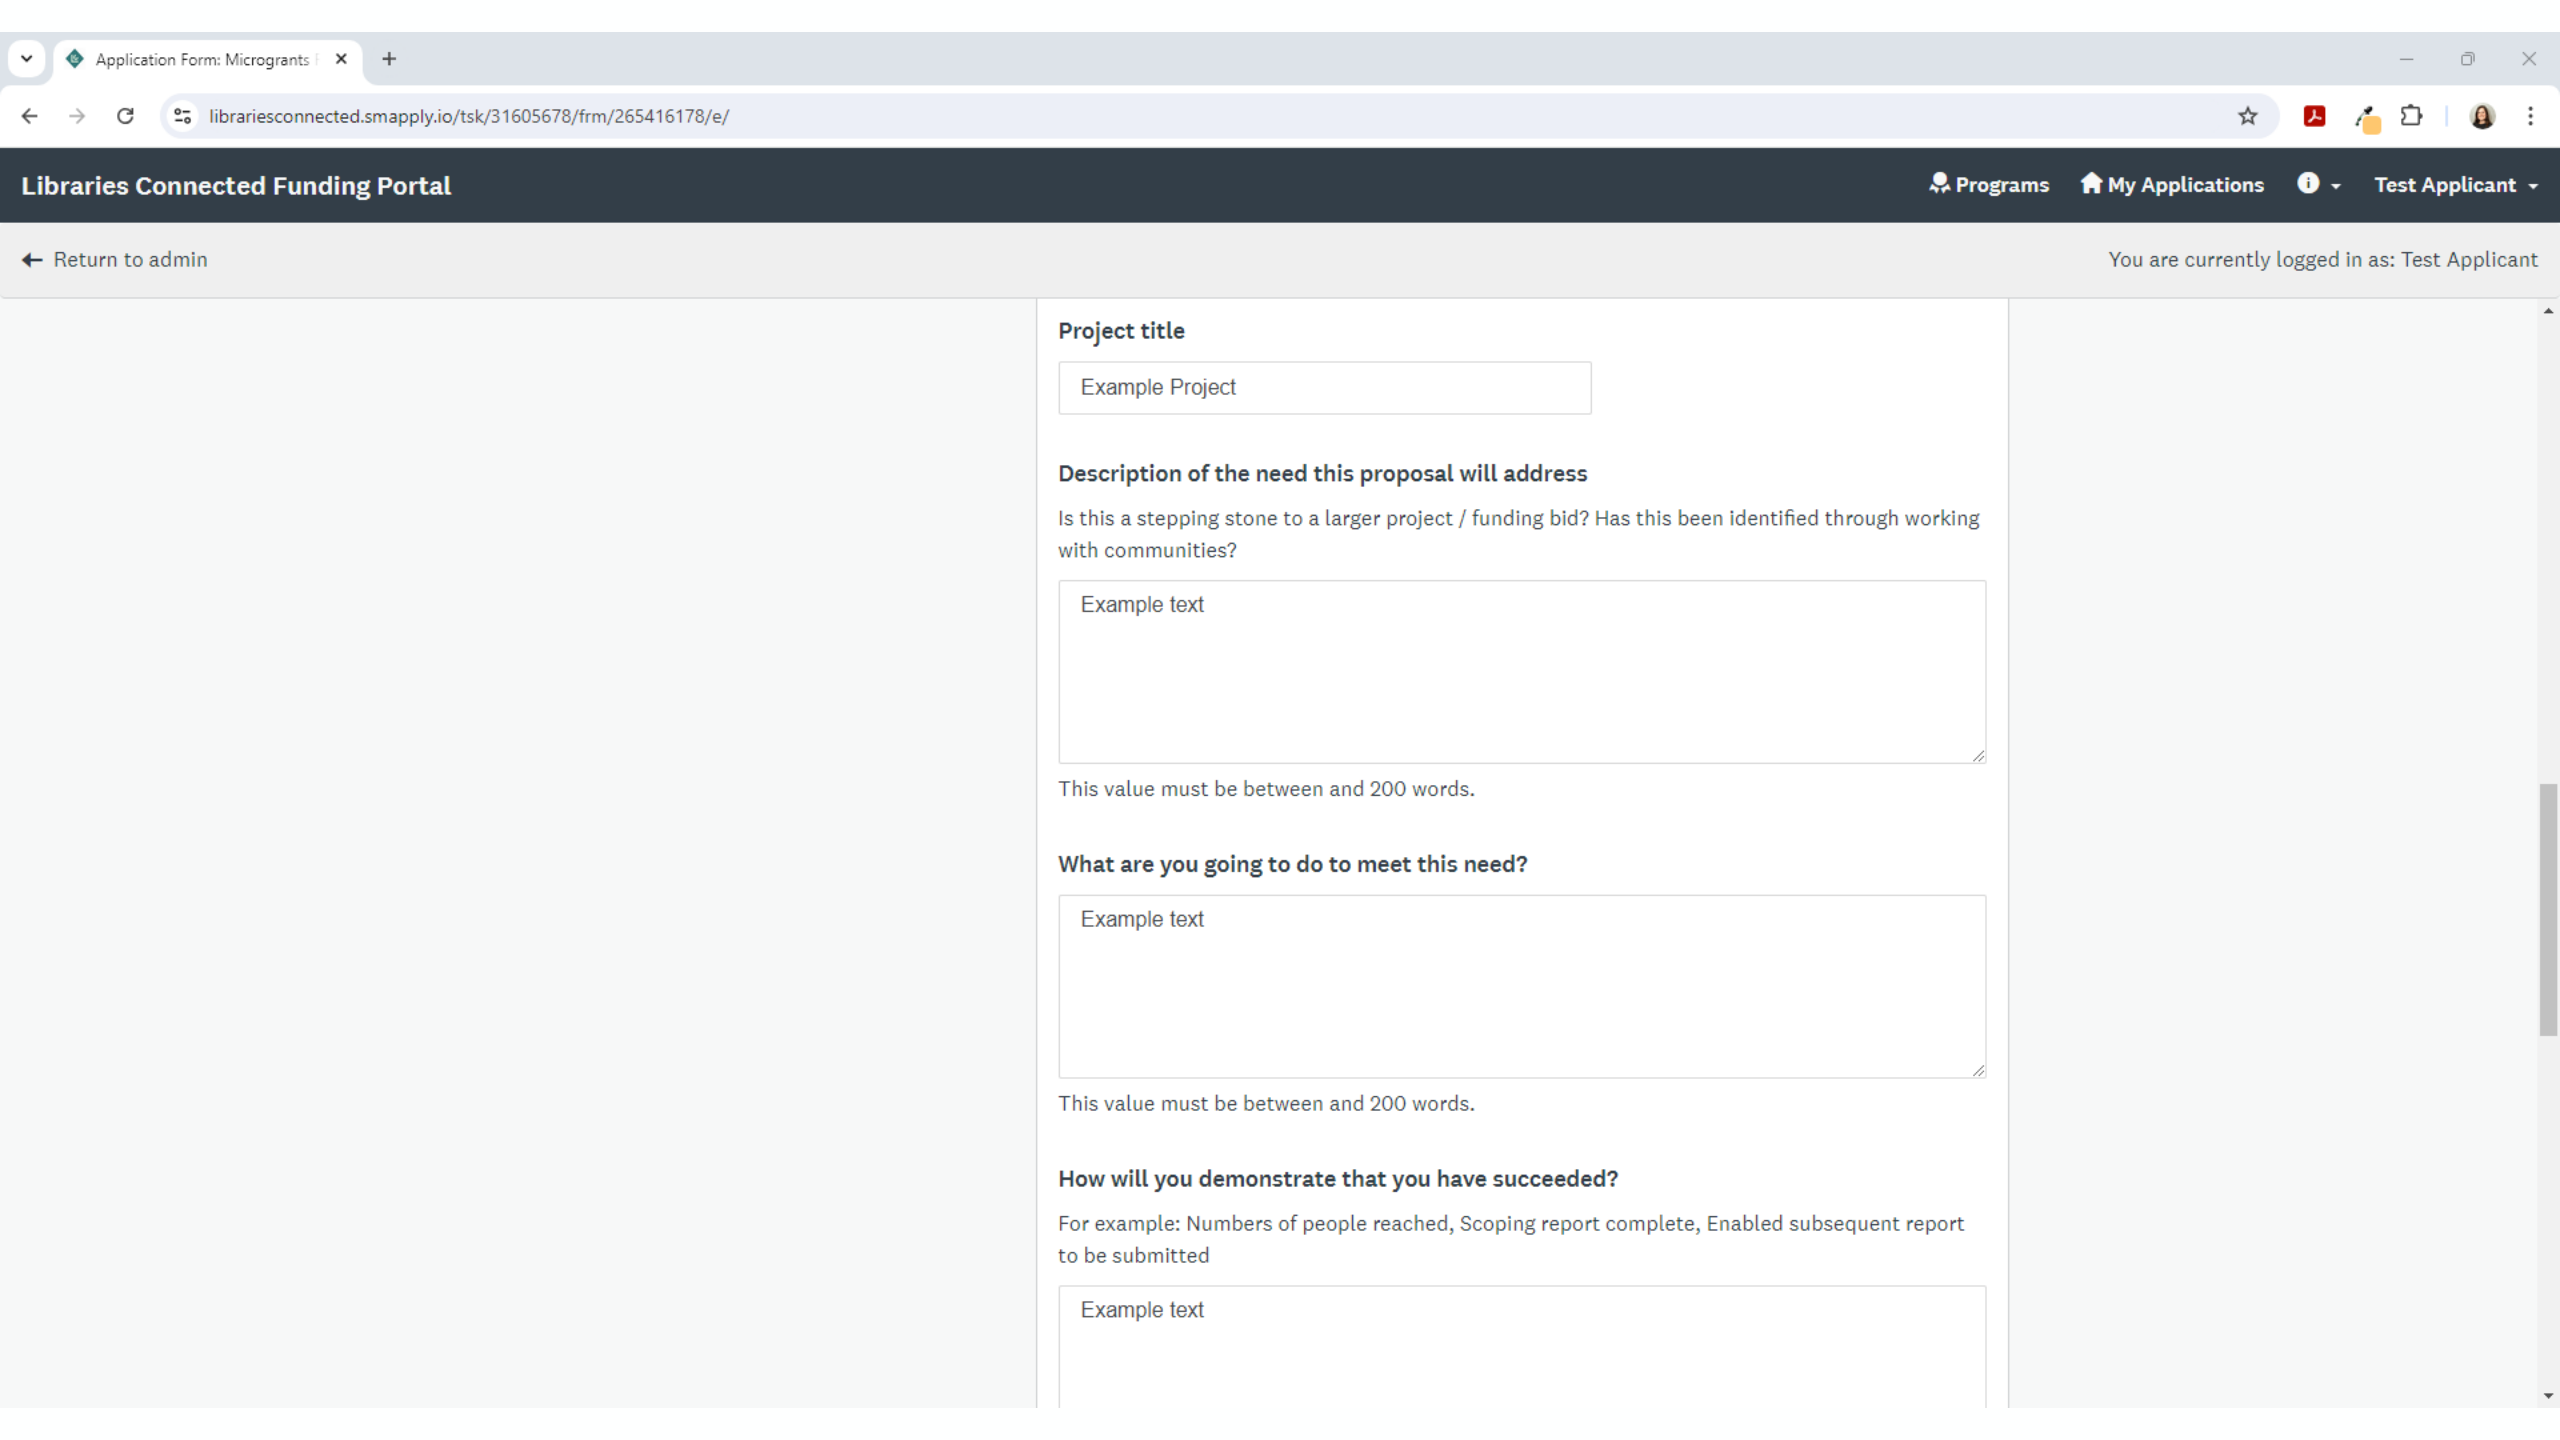 Application Form: Microgrants
librariesconnected.smapply.io/tsk/31605678/frm/265416178/e/
Libraries Connected Funding Portal
Programs
My Applications
Test Applicant
Return to admin
You are currently logged in as: Test Applicant
Project title
Example Project
Description of the need this proposal will address
Is this a stepping stone to a larger project / funding bid? Has this been identified through working
with communities?
Example text
This value must be between and 200 words.
What are you going to do to meet this need?
Example text
This value must be between and 200 words.
How will you demonstrate that you have succeeded?
For example: Numbers of people reached, Scoping report complete, Enabled subsequent report
to be submitted
Example text